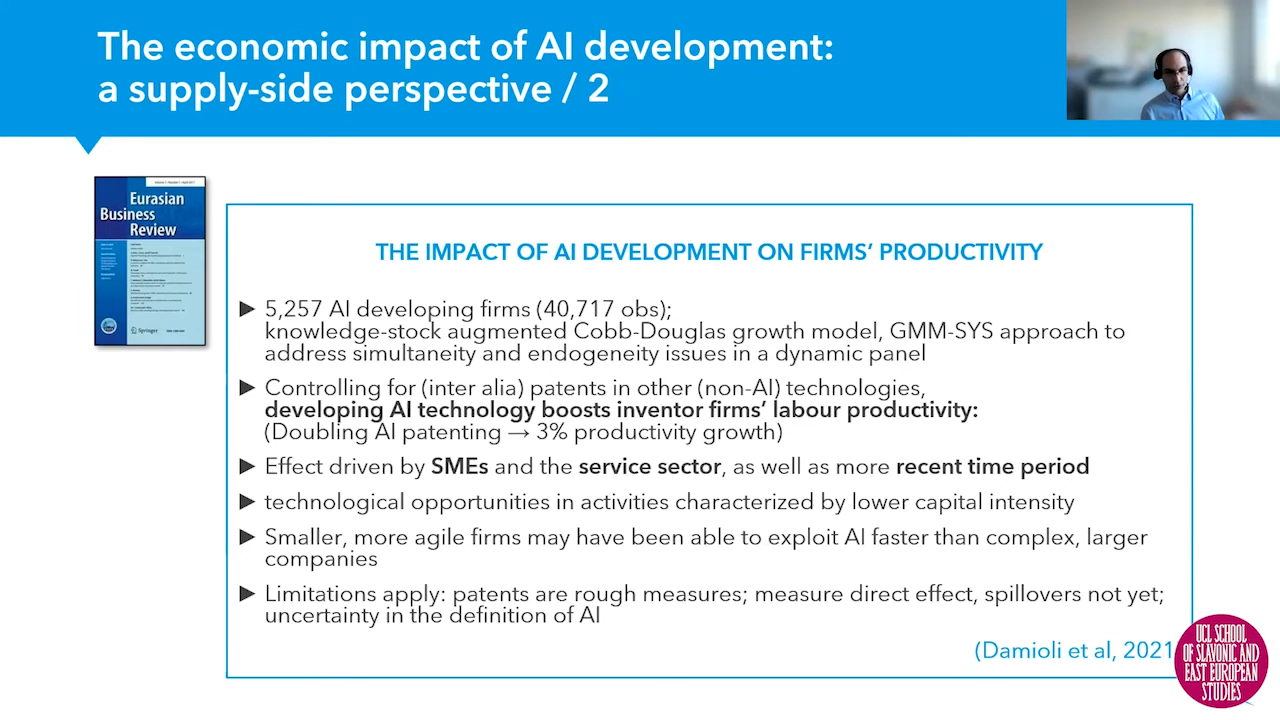 The economic impact of AI development:
a supply-side perspective / 2
Eurasian
Business
Review
Springer
THE IMPACT OF AI DEVELOPMENT ON FIRMS’ PRODUCTIVITY
► 5,257 AI developing firms (40,717 obs);
knowledge-stock augmented Cobb-Douglas growth model, GMM-SYS approach to
address simultaneity and endogeneity issues in a dynamic panel
► Controlling for (inter alia) patents in other (non-AI) technologies,
developing AI technology boosts inventor firms’ labour productivity:
(Doubling AI patenting → 3% productivity growth)
► Effect driven by SMEs and the service sector, as well as more recent time period
► technological opportunities in activities characterized by lower capital intensity
► Smaller, more agile firms may have been able to exploit AI faster than complex, larger
companies
► Limitations apply: patents are rough measures; measure direct effect, spillovers not yet;
uncertainty in the definition of AI
(Damioli et al, 2021
UCL SCHOOL
OF SLAVONIC AND
EAST EUROPEAN
STUDIES